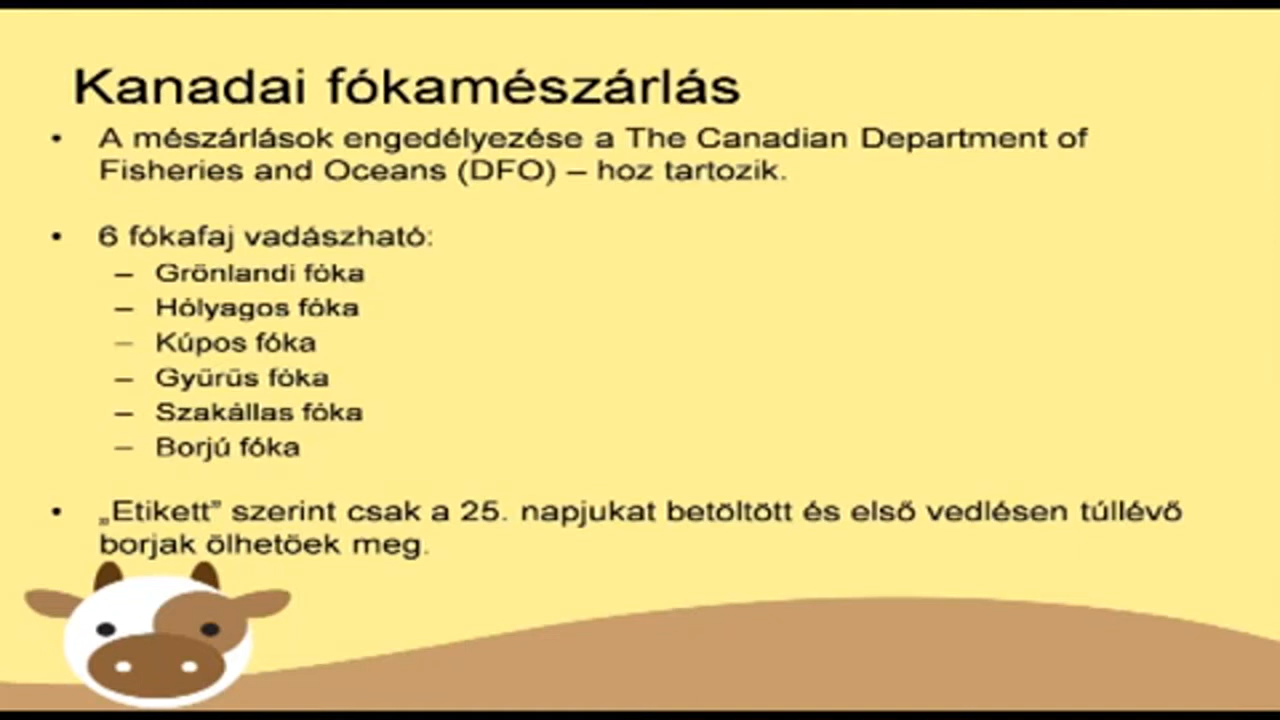 Kanadai fókamészárlás
• A mészárlások engedélyezése a The Canadian Department of
Fisheries and Oceans (DFO) – hoz tartozik.
• 6 fókafaj vadászható:
– Grönlandi fóka
– Hólyagos fóka
– Kúpos fóka
– Gyűrűs fóka
– Szakállas fóka
– Borjú fóka
• „Etikett” szerint csak a 25. napjukat betöltött és első vedlésen túllévő
borjak ölhetöek meg.